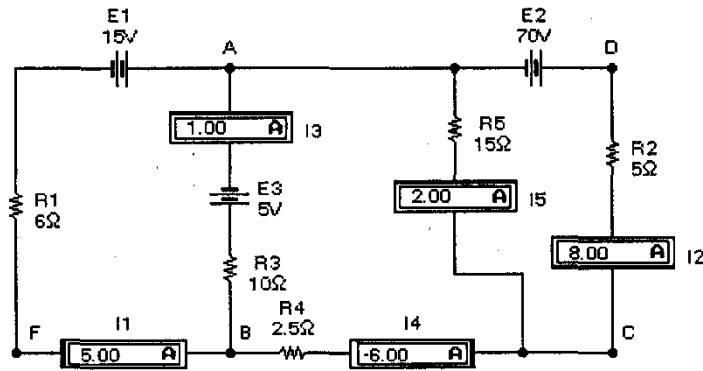 E1
15V
A
E2
70V
D
1.00 A
I3
R5
15Ω
R2
5Ω
E3
5V
2.00 A
I5
R1
6Ω
8.00 A
I2
R3
10Ω
R4
2.5Ω
F
I1
B
I4
C
5.00 A
-6.00 A